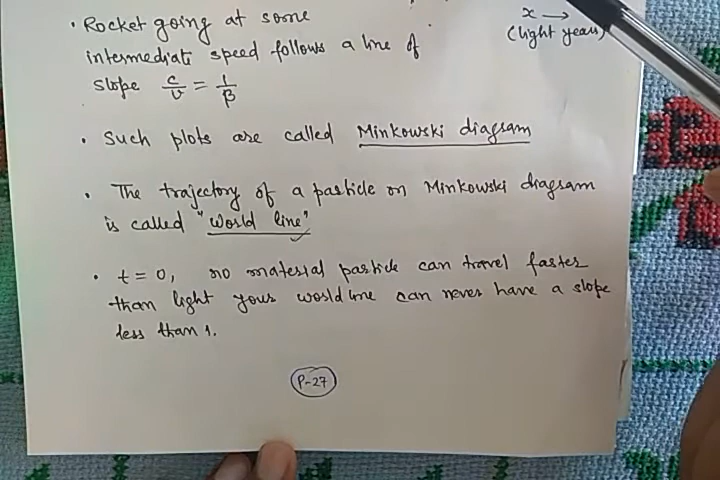 • Rocket going at some
x →
(light years)
intermediate speed follows a line of
slope c/v = 1/β
• Such plots are called Minkowski diagram
• The trajectory of a particle on Minkowski diagram
is called "World line"
• t = 0, no material particle can travel faster
than light your worldline can never have a slope
less than 1.
P-27